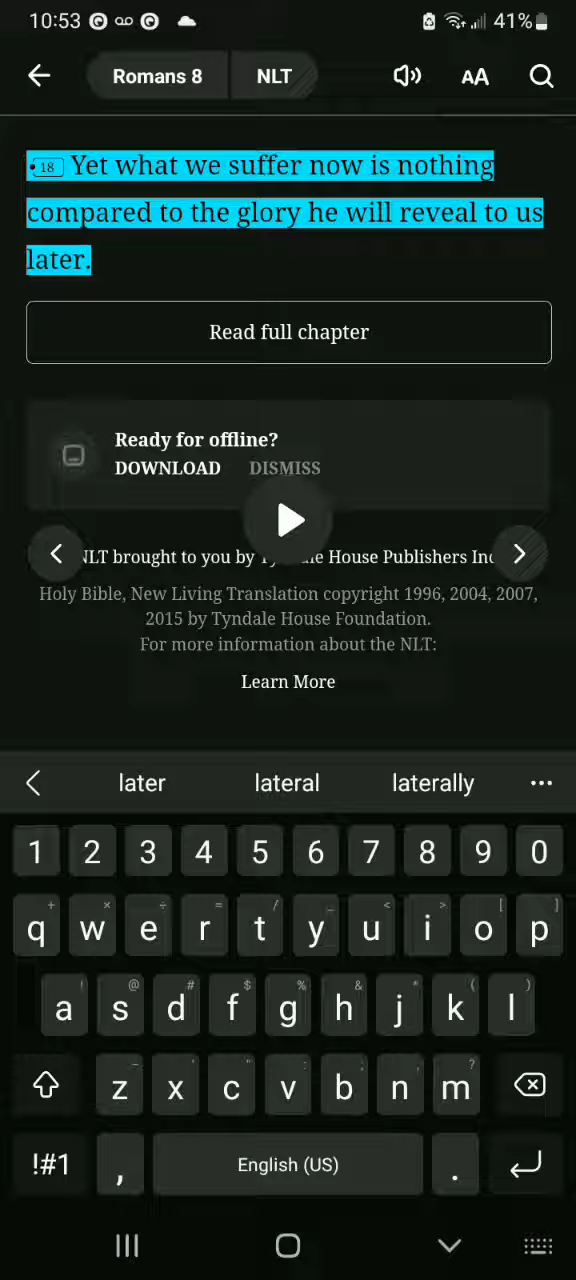 10:53 41%
Romans 8 NLT AA
18 Yet what we suffer now is nothing
compared to the glory he will reveal to us
later.
Read full chapter
Ready for offline?
DOWNLOAD DISMISS
NLT brought to you by House Publishers Inc
Holy Bible, New Living Translation copyright 1996, 2004, 2007,
2015 by Tyndale House Foundation.
For more information about the NLT:
Learn More
later lateral laterally ...
1 2 3 4 5 6 7 8 9 0
+ × ÷ = / _ < > [ ]
q w e r t y u i o p
! @ # $ % & * ( )
a s d f g h j k l
- ' " : ; , ?
z x c v b n m
!#1 , English (US) .